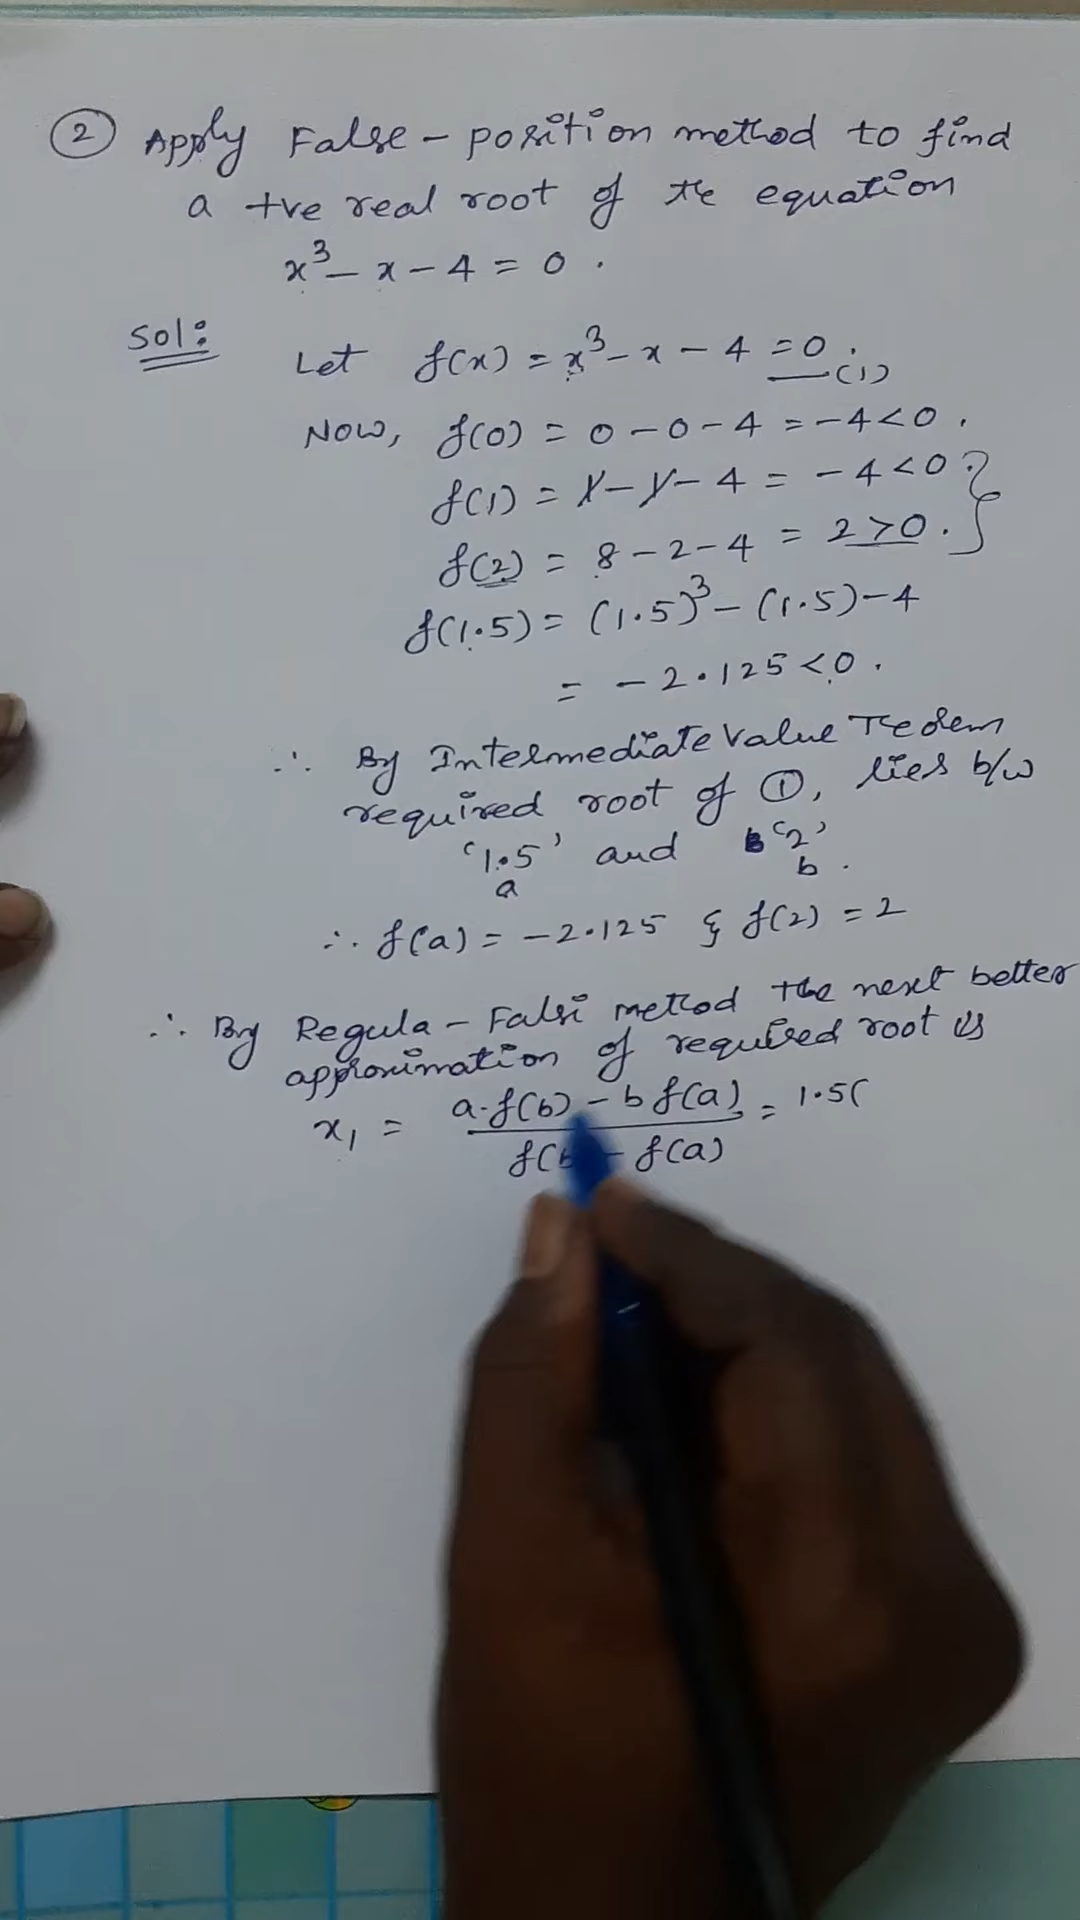 ② Apply False - position method to find
a +ve real root of the equation
x³ - x - 4 = 0 .
Sol:
Let f(x) = x³ - x - 4 = 0 . (1)
Now, f(0) = 0 - 0 - 4 = -4 < 0 .
f(1) = 1 - 1 - 4 = -4 < 0 .
f(2) = 8 - 2 - 4 = 2 > 0 . }
f(1.5) = (1.5)³ - (1.5) - 4
= -2.125 < 0 .
∴ By Intermediate Value Theorem
required root of ①, lies b/w
'1.5' and '2'
a b .
∴ f(a) = -2.125 & f(2) = 2
∴ By Regula - Falsi method the next better
approximation of required root is
x₁ = a.f(b) - b f(a) = 1.5(
f(b - f(a)